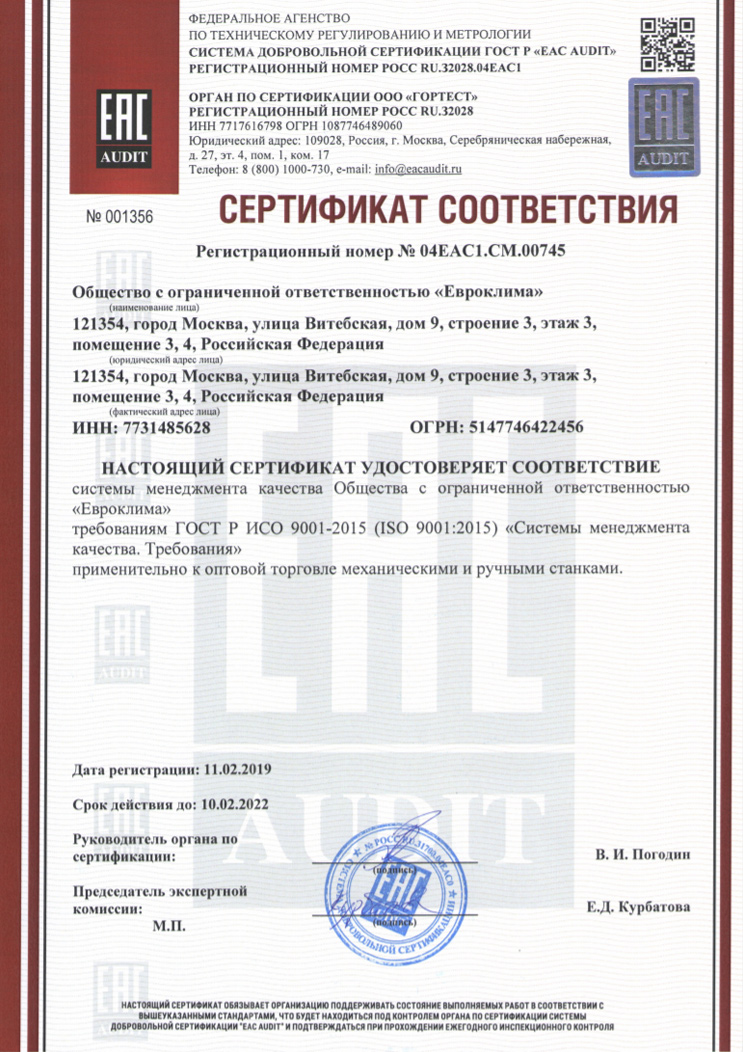 ФЕДЕРАЛЬНОЕ АГЕНСТВО
ПО ТЕХНИЧЕСКОМУ РЕГУЛИРОВАНИЮ И МЕТРОЛОГИИ
СИСТЕМА ДОБРОВОЛЬНОЙ СЕРТИФИКАЦИИ ГОСТ Р «EAC AUDIT»
РЕГИСТРАЦИОННЫЙ НОМЕР РОСС RU.32028.04ЕАС1
ОРГАН ПО СЕРТИФИКАЦИИ ООО «ГОРТЕСТ»
РЕГИСТРАЦИОННЫЙ НОМЕР РОСС RU.32028
ИНН 7717616798 ОГРН 1087746489060
Юридический адрес: 109028, Россия, г. Москва, Серебряническая набережная,
д. 27, эт. 4, пом. 1, ком. 17
Телефон: 8 (800) 1000-730, e-mail: info@eacaudit.ru
EAC
AUDIT
EAC
AUDIT
№ 001356
СЕРТИФИКАТ СООТВЕТСТВИЯ
Регистрационный номер № 04ЕАС1.СМ.00745
Общество с ограниченной ответственностью «Евроклима»
(наименование лица)
121354, город Москва, улица Витебская, дом 9, строение 3, этаж 3,
помещение 3, 4, Российская Федерация
(юридический адрес лица)
121354, город Москва, улица Витебская, дом 9, строение 3, этаж 3,
помещение 3, 4, Российская Федерация
(фактический адрес лица)
ИНН: 7731485628 ОГРН: 5147746422456
НАСТОЯЩИЙ СЕРТИФИКАТ УДОСТОВЕРЯЕТ СООТВЕТСТВИЕ
системы менеджмента качества Общества с ограниченной ответственностью
«Евроклима»
требованиям ГОСТ Р ИСО 9001-2015 (ISO 9001:2015) «Системы менеджмента
качества. Требования»
применительно к оптовой торговле механическими и ручными станками.
EAC
AUDIT
Дата регистрации: 11.02.2019
Срок действия до: 10.02.2022
Руководитель органа по
сертификации:
(подпись)
В. И. Погодин
Председатель экспертной
комиссии:
(подпись)
Е.Д. Курбатова
М.П.
НАСТОЯЩИЙ СЕРТИФИКАТ ОБЯЗЫВАЕТ ОРГАНИЗАЦИЮ ПОДДЕРЖИВАТЬ СОСТОЯНИЕ ВЫПОЛНЯЕМЫХ РАБОТ В СООТВЕТСТВИИ С
ВЫШЕУКАЗАННЫМИ СТАНДАРТАМИ, ЧТО БУДЕТ НАХОДИТЬСЯ ПОД КОНТРОЛЕМ ОРГАНА ПО СЕРТИФИКАЦИИ СИСТЕМЫ
ДОБРОВОЛЬНОЙ СЕРТИФИКАЦИИ "EAC AUDIT" И ПОДТВЕРЖДАТЬСЯ ПРИ ПРОХОЖДЕНИИ ЕЖЕГОДНОГО ИНСПЕКЦИОННОГО КОНТРОЛЯ